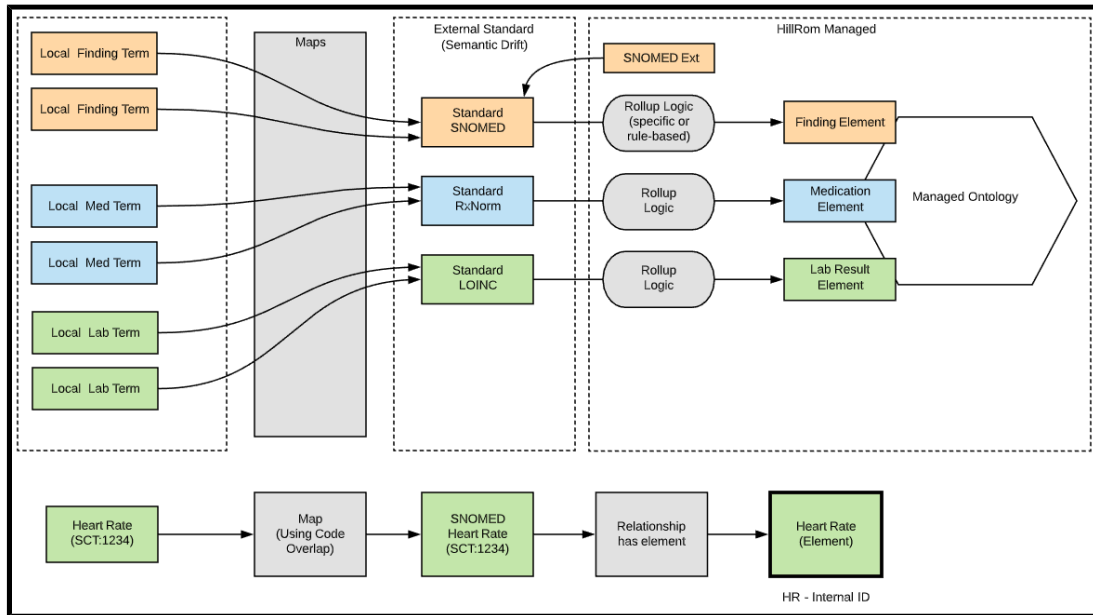 Local Finding Term
Local Finding Term
Local Med Term
Local Med Term
Local Lab Term
Local Lab Term
Maps
External Standard
(Semantic Drift)
Standard
SNOMED
Standard
RxNorm
Standard
LOINC
HillRom Managed
SNOMED Ext
Rollup Logic
(specific or
rule-based)
Finding Element
Rollup
Logic
Medication
Element
Managed Ontology
Rollup
Logic
Lab Result
Element
Heart Rate
(SCT:1234)
Map
(Using Code
Overlap)
SNOMED
Heart Rate
(SCT:1234)
Relationship
has element
Heart Rate
(Element)
HR - Internal ID